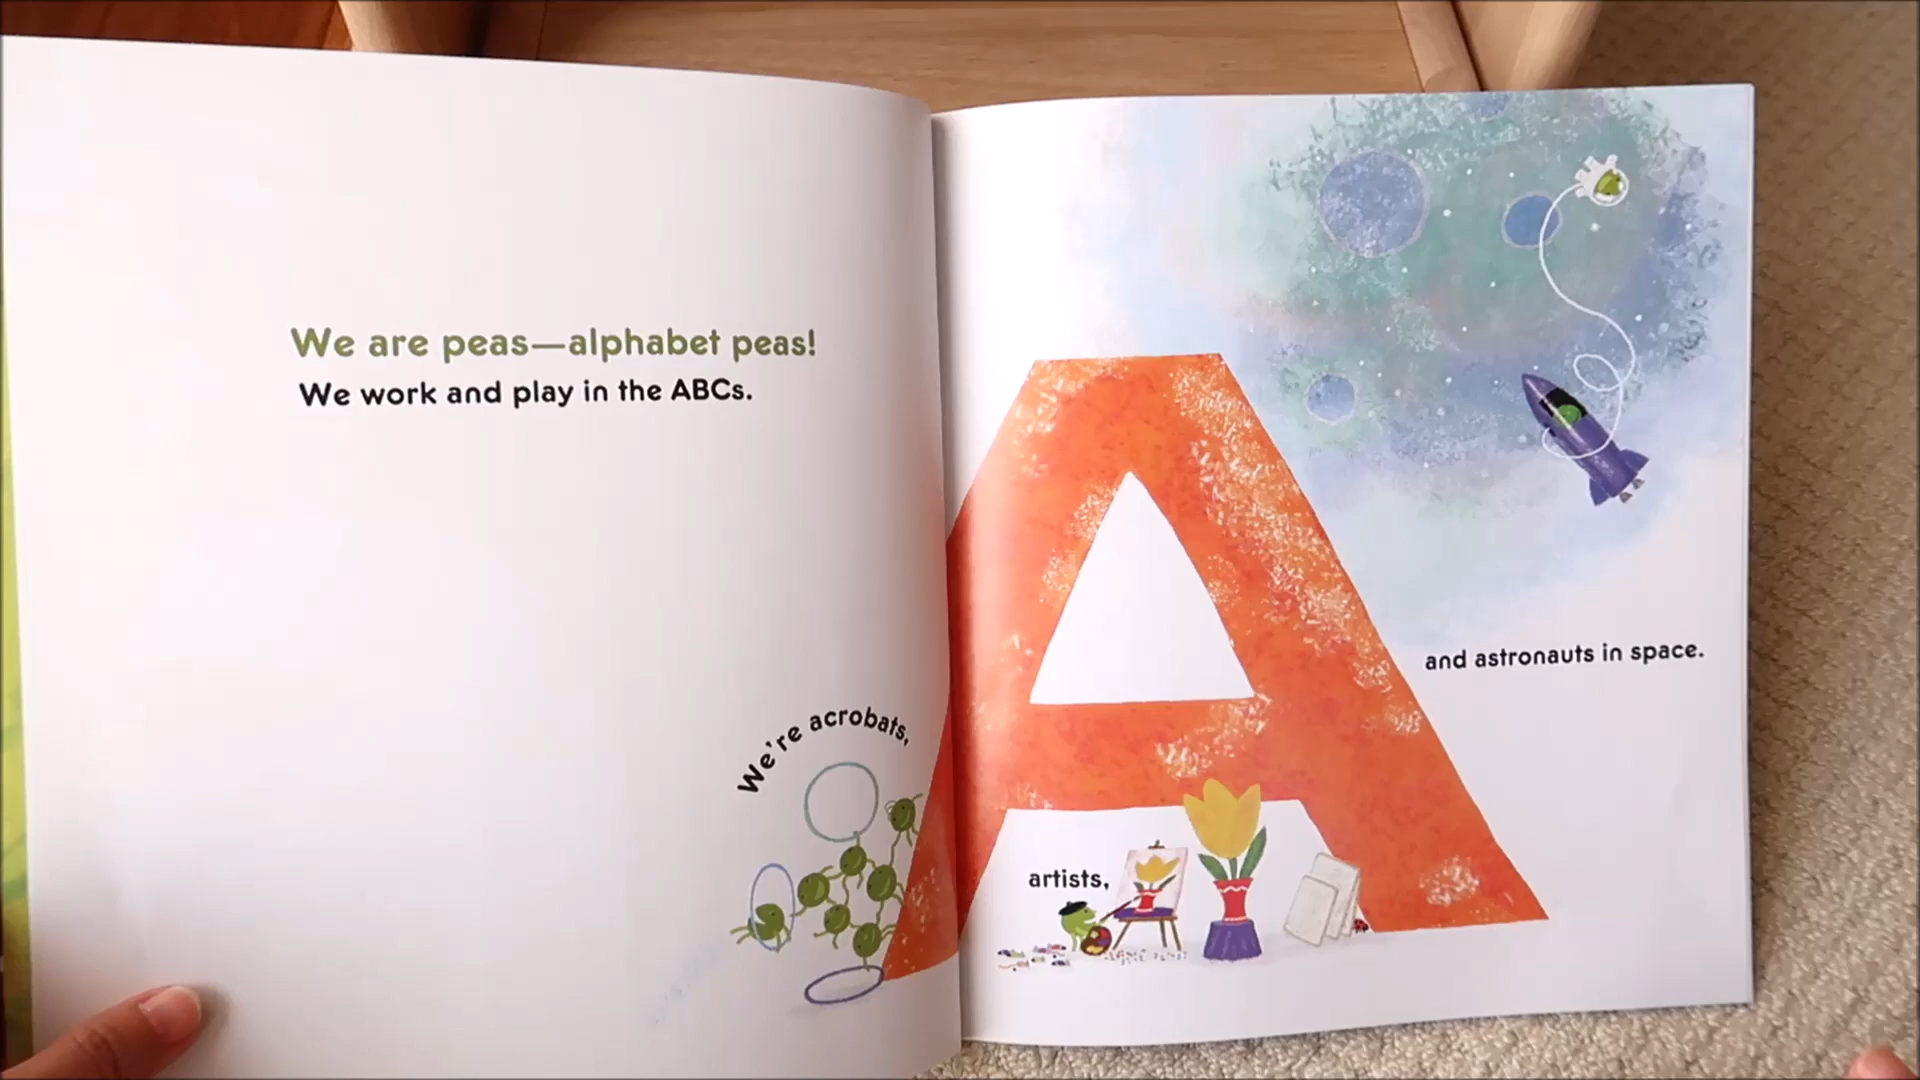 We are peas—alphabet peas!
We work and play in the ABCs.
We're acrobats,
artists,
and astronauts in space.